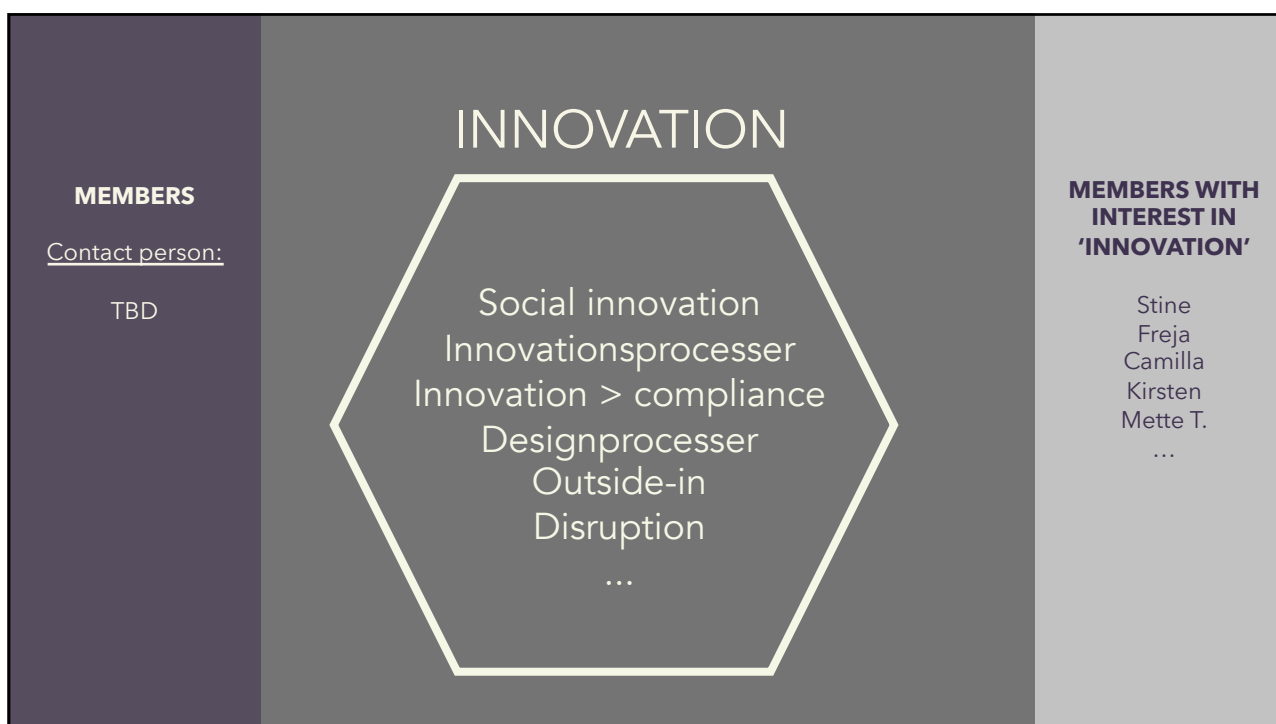 MEMBERS
Contact person:
TBD
INNOVATION
Social innovation
Innovationsprocesser
Innovation > compliance
Designprocesser
Outside-in
Disruption
...
MEMBERS WITH
INTEREST IN
‘INNOVATION’
Stine
Freja
Camilla
Kirsten
Mette T.
…